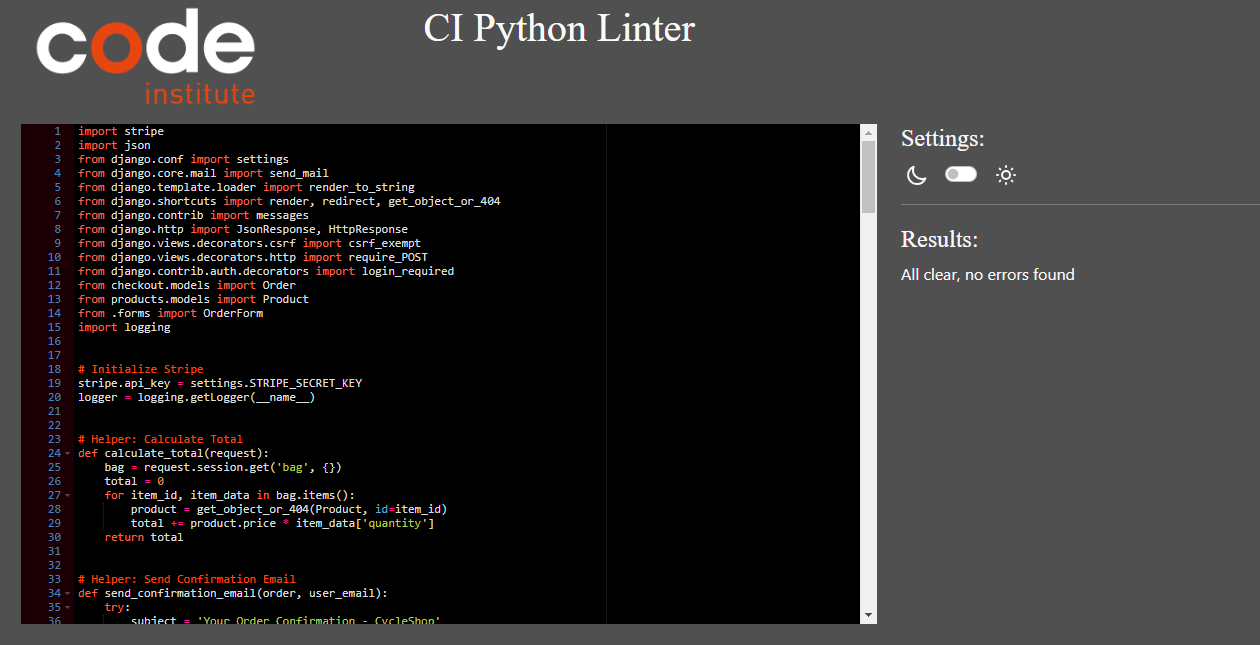 code
institute
CI Python Linter
1 import stripe
2 import json
3 from django.conf import settings
4 from django.core.mail import send_mail
5 from django.template.loader import render_to_string
6 from django.shortcuts import render, redirect, get_object_or_404
7 from django.contrib import messages
8 from django.http import JsonResponse, HttpResponse
9 from django.views.decorators.csrf import csrf_exempt
10 from django.views.decorators.http import require_POST
11 from django.contrib.auth.decorators import login_required
12 from checkout.models import Order
13 from products.models import Product
14 from .forms import OrderForm
15 import logging
16
17
18 # Initialize Stripe
19 stripe.api_key = settings.STRIPE_SECRET_KEY
20 logger = logging.getLogger(__name__)
21
22
23 # Helper: Calculate Total
24 def calculate_total(request):
25     bag = request.session.get('bag', {})
26     total = 0
27     for item_id, item_data in bag.items():
28         product = get_object_or_404(Product, id=item_id)
29         total += product.price * item_data['quantity']
30     return total
31
32
33 # Helper: Send Confirmation Email
34 def send_confirmation_email(order, user_email):
35     try:
36         subject = 'Your Order Confirmation - CycleShop'
Settings:
Results:
All clear, no errors found